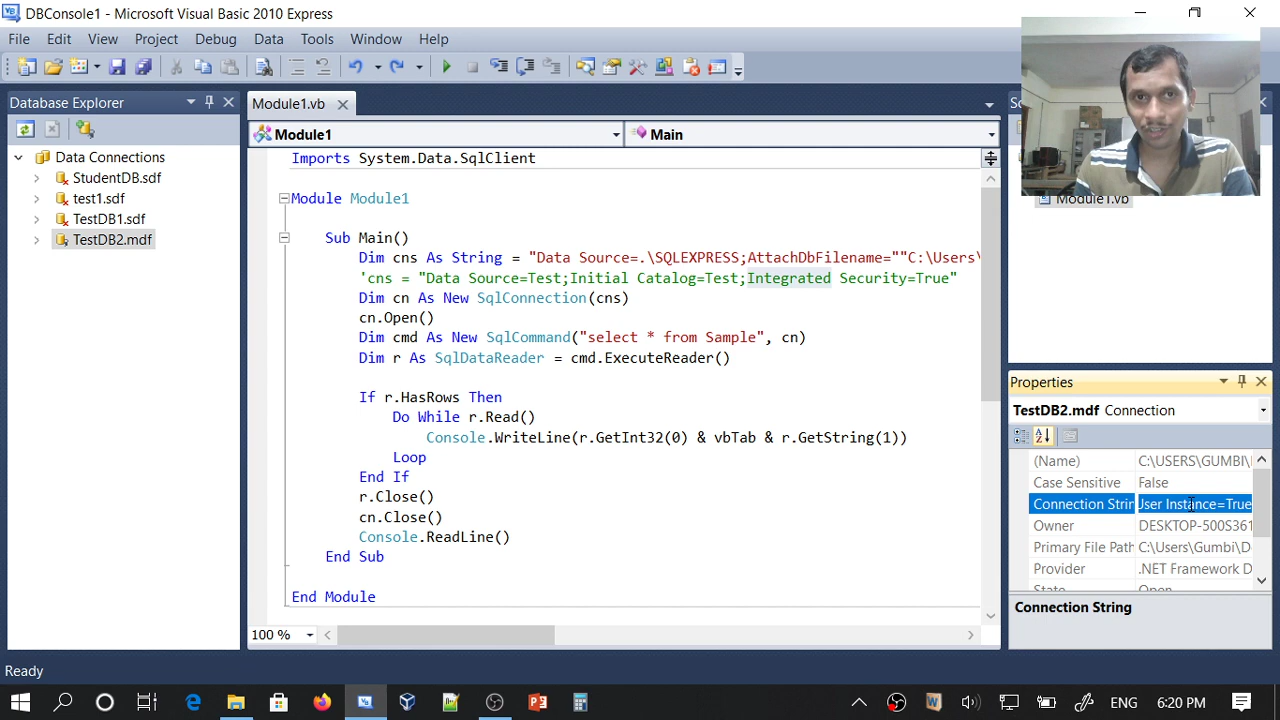 DBConsole1 - Microsoft Visual Basic 2010 Express
File Edit View Project Debug Data Tools Window Help
Database Explorer
Data Connections
StudentDB.sdf
test1.sdf
TestDB1.sdf
TestDB2.mdf
Module1.vb
Module1
Main
Imports System.Data.SqlClient
Module Module1
Sub Main()
Dim cns As String = "Data Source=.\SQLEXPRESS;AttachDbFilename=""C:\Users\
'cns = "Data Source=Test;Initial Catalog=Test;Integrated Security=True"
Dim cn As New SqlConnection(cns)
cn.Open()
Dim cmd As New SqlCommand("select * from Sample", cn)
Dim r As SqlDataReader = cmd.ExecuteReader()
If r.HasRows Then
Do While r.Read()
Console.WriteLine(r.GetInt32(0) & vbTab & r.GetString(1))
Loop
End If
r.Close()
cn.Close()
Console.ReadLine()
End Sub
End Module
100 %
Module1.vb
Properties
TestDB2.mdf Connection
(Name) C:\USERS\GUMBI\
Case Sensitive False
Connection Strin User Instance=True
Owner DESKTOP-500S361
Primary File Path C:\Users\Gumbi\D
Provider .NET Framework D
State Open
Connection String
Ready
ENG 6:20 PM